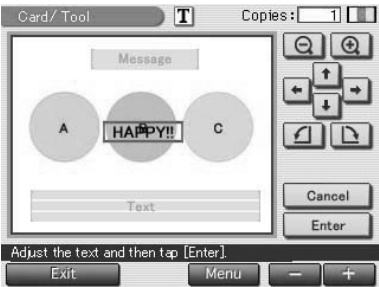 Card/Tool T Copies: 1
Message
A B C
HAPPY!!
Text
Cancel
Enter
Adjust the text and then tap [Enter].
Exit Menu − +